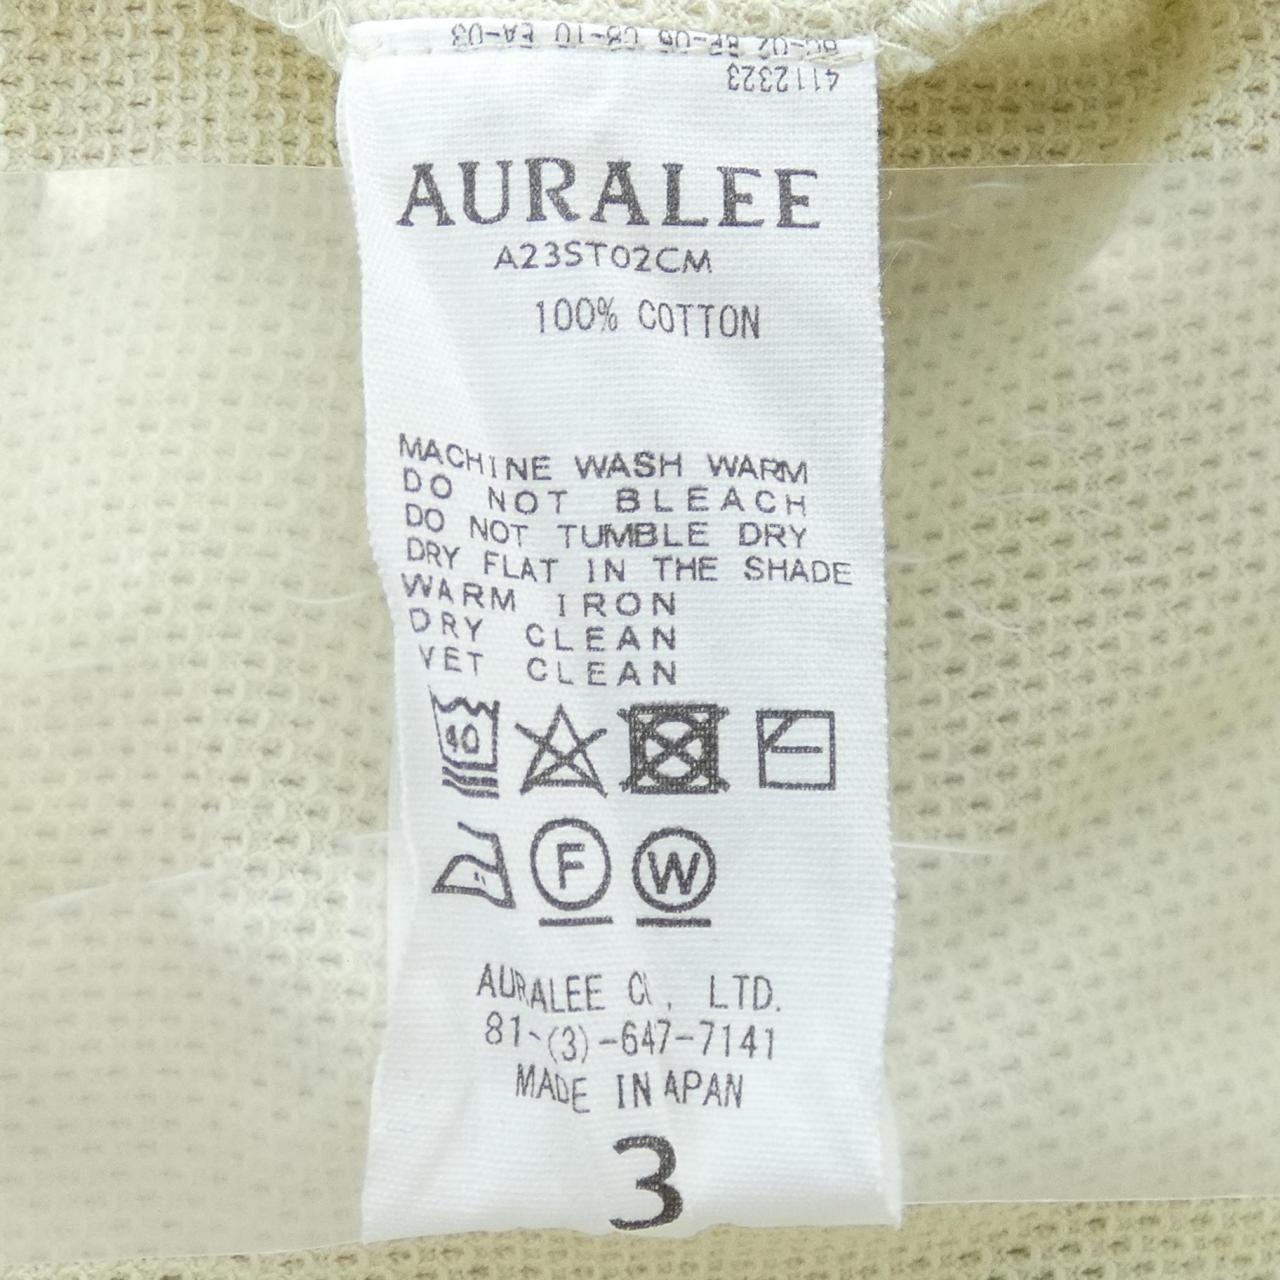 4112323
AURALEE
A23ST02CM
100% COTTON
MACHINE WASH WARM
DO NOT BLEACH
DO NOT TUMBLE DRY
DRY FLAT IN THE SHADE
WARM IRON
DRY CLEAN
VET CLEAN
40
F W
AURALEE C , LTD.
81-(3)-647-7141
MADE IN APAN
3